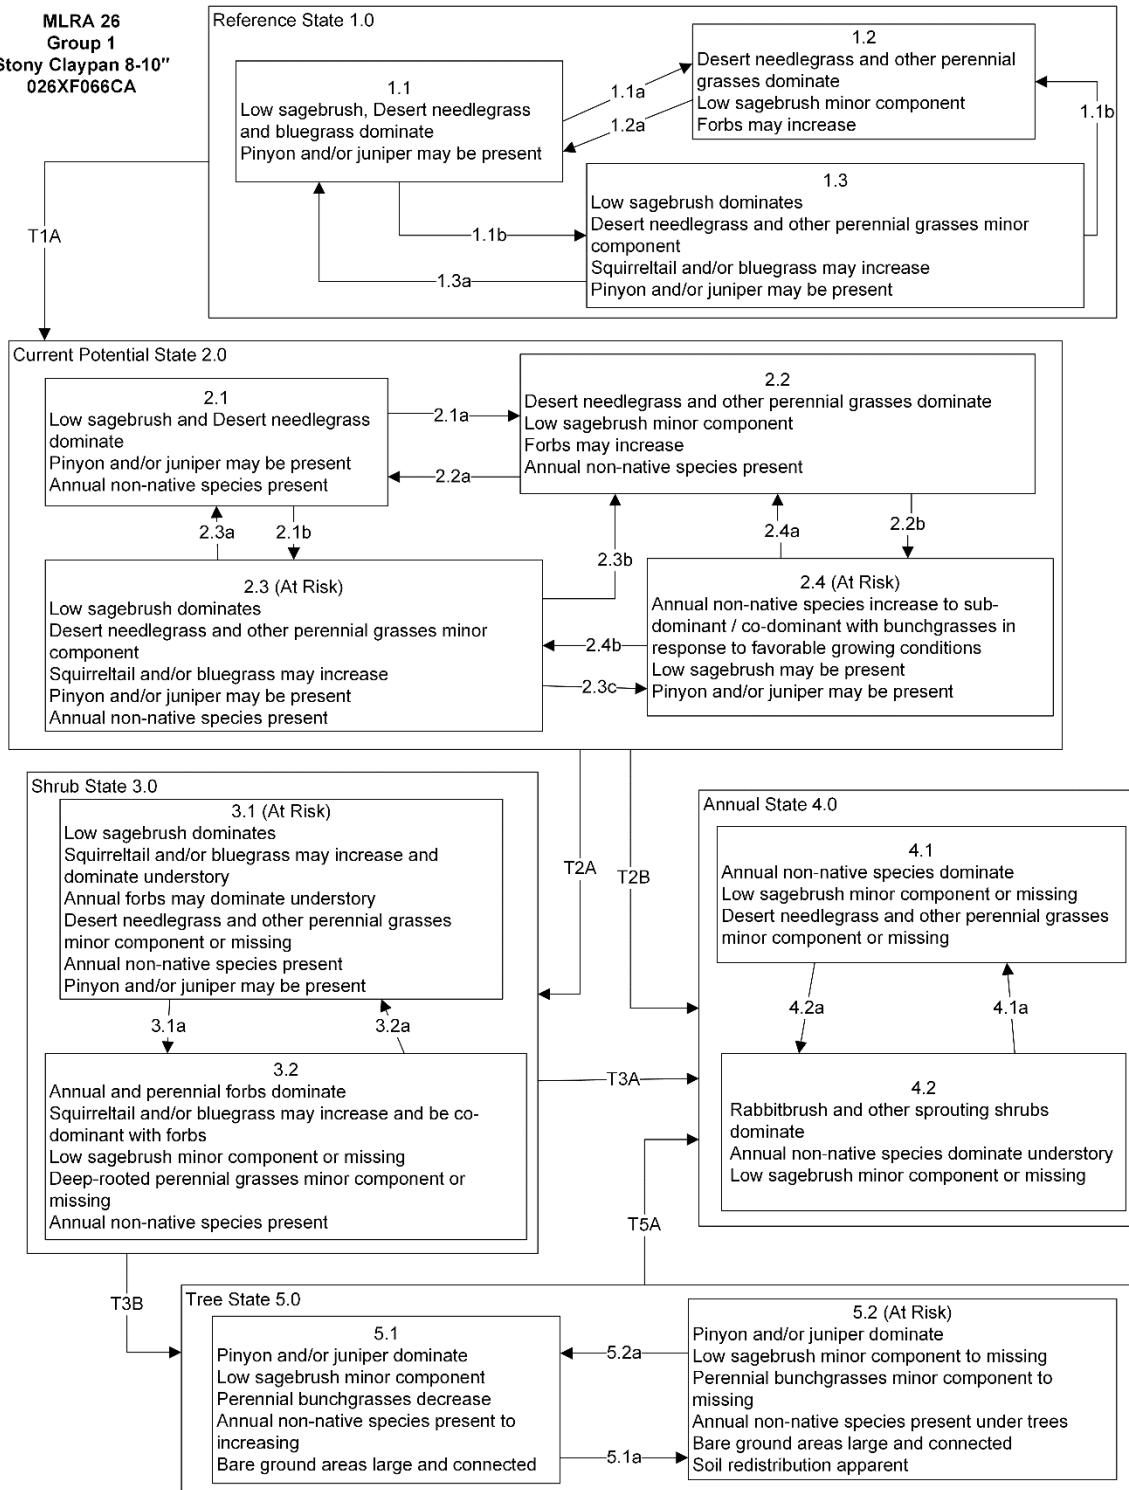 MLRA 26
Group 1
Stony Claypan 8-10"
026XF066CA
Reference State 1.0
1.1
Low sagebrush, Desert needlegrass
and bluegrass dominate
Pinyon and/or juniper may be present
1.1a
1.2a
1.2
Desert needlegrass and other perennial
grasses dominate
Low sagebrush minor component
Forbs may increase
1.1b
1.3
Low sagebrush dominates
Desert needlegrass and other perennial grasses minor
component
Squirreltail and/or bluegrass may increase
Pinyon and/or juniper may be present
1.1b
1.3a
T1A
Current Potential State 2.0
2.1
Low sagebrush and Desert needlegrass
dominate
Pinyon and/or juniper may be present
Annual non-native species present
2.1a
2.2a
2.2
Desert needlegrass and other perennial grasses dominate
Low sagebrush minor component
Forbs may increase
Annual non-native species present
2.3a
2.1b
2.3b
2.4a
2.2b
2.3 (At Risk)
Low sagebrush dominates
Desert needlegrass and other perennial grasses minor
component
Squirreltail and/or bluegrass may increase
Pinyon and/or juniper may be present
Annual non-native species present
2.4b
2.3c
2.4 (At Risk)
Annual non-native species increase to sub-
dominant / co-dominant with bunchgrasses in
response to favorable growing conditions
Low sagebrush may be present
Pinyon and/or juniper may be present
Shrub State 3.0
3.1 (At Risk)
Low sagebrush dominates
Squirreltail and/or bluegrass may increase and
dominate understory
Annual forbs may dominate understory
Desert needlegrass and other perennial grasses
minor component or missing
Annual non-native species present
Pinyon and/or juniper may be present
3.1a
3.2a
3.2
Annual and perennial forbs dominate
Squirreltail and/or bluegrass may increase and be co-
dominant with forbs
Low sagebrush minor component or missing
Deep-rooted perennial grasses minor component or
missing
Annual non-native species present
T2A
T2B
Annual State 4.0
4.1
Annual non-native species dominate
Low sagebrush minor component or missing
Desert needlegrass and other perennial grasses
minor component or missing
4.2a
4.1a
4.2
Rabbitbrush and other sprouting shrubs
dominate
Annual non-native species dominate understory
Low sagebrush minor component or missing
T3A
T5A
T3B
Tree State 5.0
5.1
Pinyon and/or juniper dominate
Low sagebrush minor component
Perennial bunchgrasses decrease
Annual non-native species present to
increasing
Bare ground areas large and connected
5.2a
5.1a
5.2 (At Risk)
Pinyon and/or juniper dominate
Low sagebrush minor component to missing
Perennial bunchgrasses minor component to
missing
Annual non-native species present under trees
Bare ground areas large and connected
Soil redistribution apparent